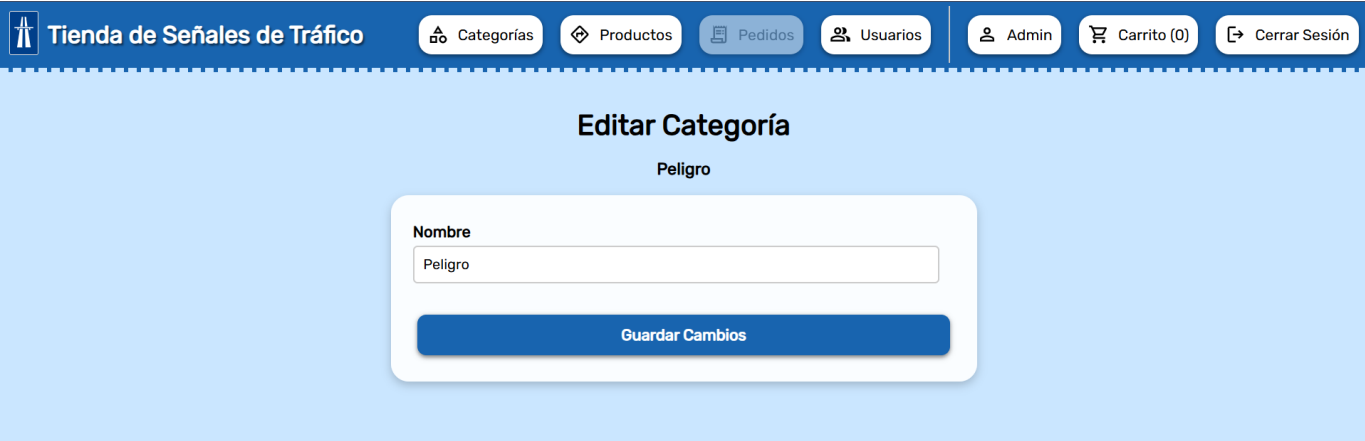 Tienda de Señales de Tráfico Categorías Productos Pedidos Usuarios Admin Carrito (0) Cerrar Sesión
Editar Categoría
Peligro
Nombre
Peligro
Guardar Cambios